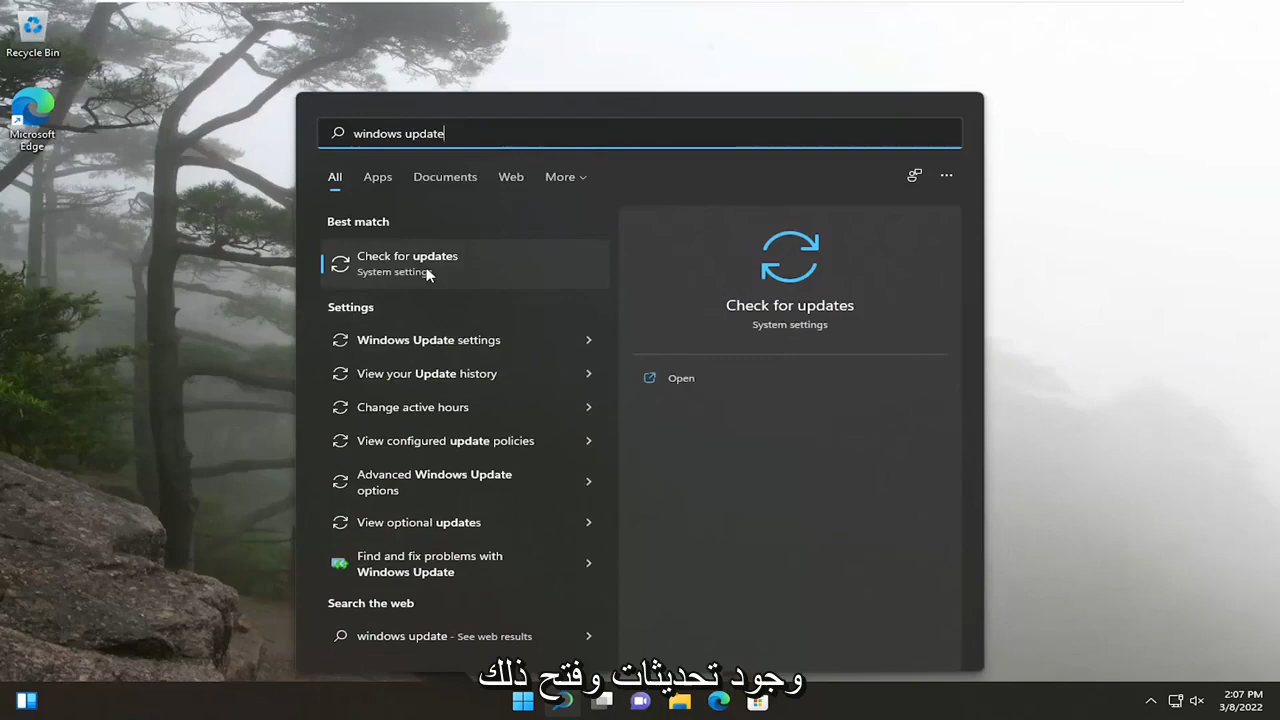 Recycle Bin
Microsoft
Edge
windows update
All Apps Documents Web More
Best match
Check for updates
System settings
Settings
Windows Update settings
View your Update history
Change active hours
View configured update policies
Advanced Windows Update
options
View optional updates
Find and fix problems with
Windows Update
Search the web
windows update - See web results
Check for updates
System settings
Open
وجود تحديثات وفتح ذلك
2:07 PM
3/8/2022